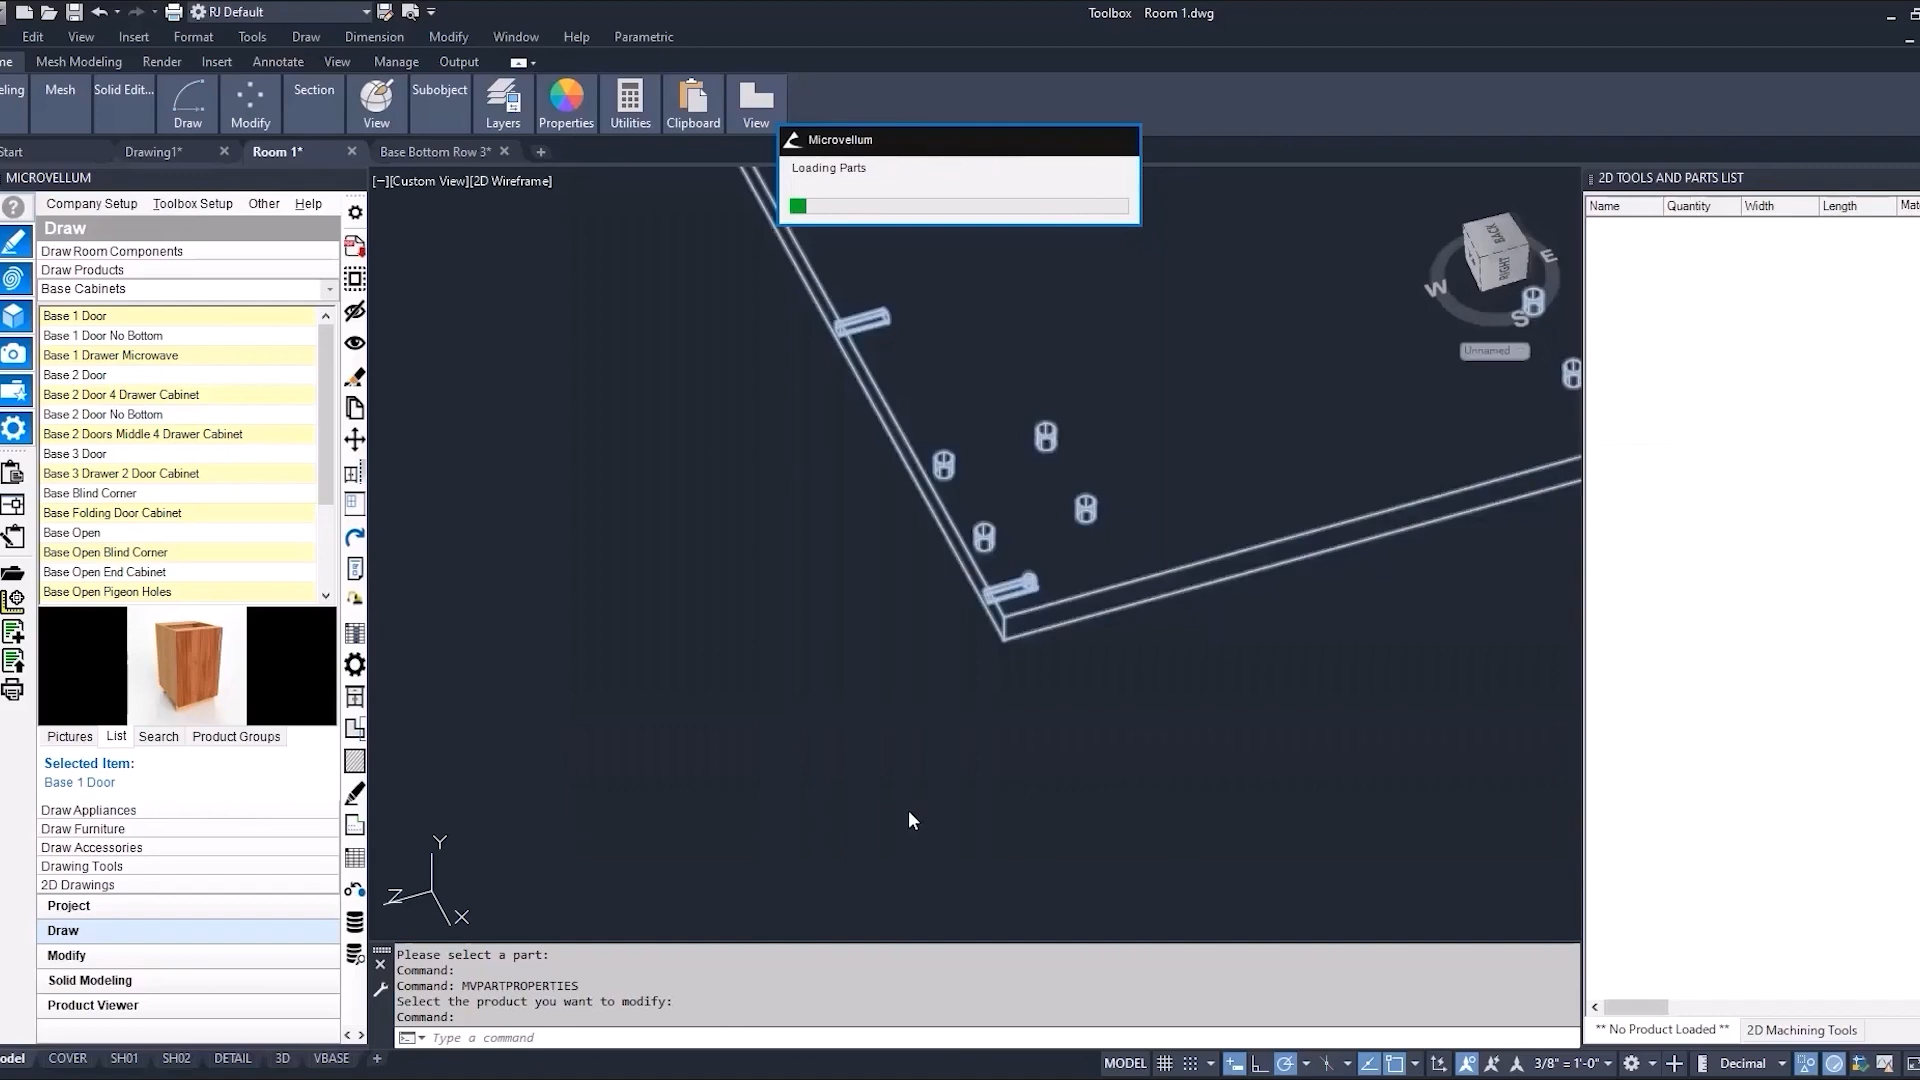 RJ Default
Toolbox Room 1.dwg
Edit View Insert Format Tools Draw Dimension Modify Window Help Parametric
Mesh Modeling Render Insert Annotate View Manage Output
Mesh Solid Edit... Draw Modify Section View Subobject Layers Properties Utilities Clipboard View
Start Drawing1* Room 1* Base Bottom Row 3*
Microvellum
Loading Parts
MICROVELLUM
[−][Custom View][2D Wireframe]
2D TOOLS AND PARTS LIST
Company Setup Toolbox Setup Other Help
Name Quantity Width Length Mat
Draw
Draw Room Components
Draw Products
Base Cabinets
Base 1 Door
Base 1 Door No Bottom
Base 1 Drawer Microwave
Base 2 Door
Base 2 Door 4 Drawer Cabinet
Base 2 Door No Bottom
Base 2 Doors Middle 4 Drawer Cabinet
Base 3 Door
Base 3 Drawer 2 Door Cabinet
Base Blind Corner
Base Folding Door Cabinet
Base Open
Base Open Blind Corner
Base Open End Cabinet
Base Open Pigeon Holes
BACK
RIGHT
W
E
S
Unnamed
Pictures List Search Product Groups
Selected Item:
Base 1 Door
Draw Appliances
Draw Furniture
Draw Accessories
Drawing Tools
2D Drawings
Project
Draw
Modify
Solid Modeling
Product Viewer
Y
Z
X
Please select a part:
Command:
Command: MVPARTPROPERTIES
Select the product you want to modify:
Command:
Type a command
** No Product Loaded ** 2D Machining Tools
odel COVER SH01 SH02 DETAIL 3D VBASE +
MODEL 3/8" = 1'-0" Decimal